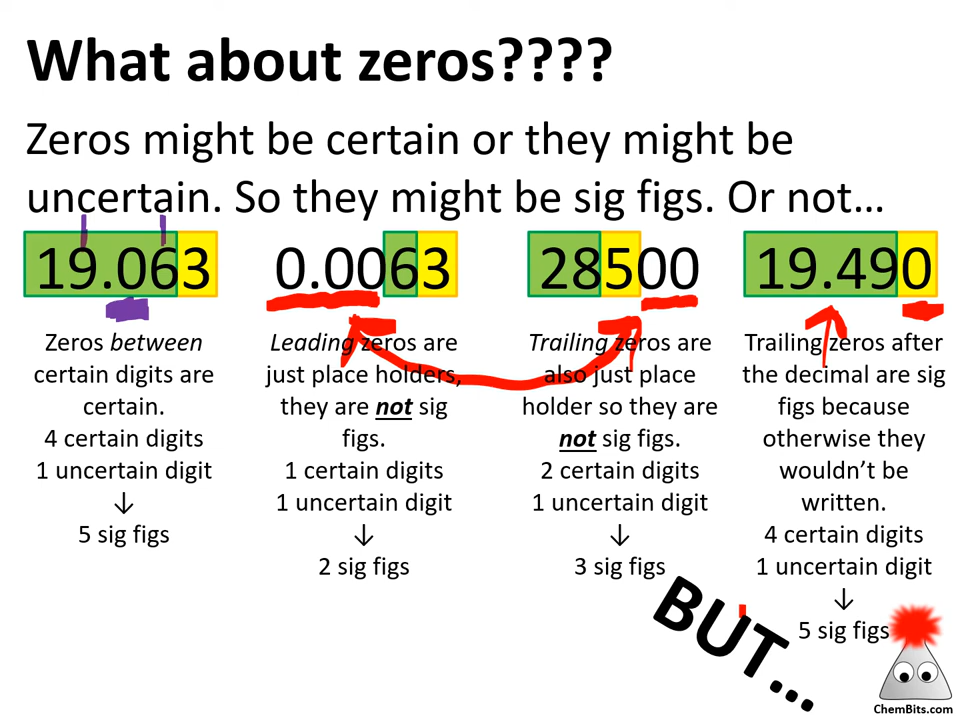 What about zeros????
Zeros might be certain or they might be
uncertain. So they might be sig figs. Or not...
19.063
Zeros between
certain digits are
certain.
4 certain digits
1 uncertain digit
↓
5 sig figs
0.0063
Leading zeros are
just place holders,
they are not sig
figs.
1 certain digits
1 uncertain digit
↓
2 sig figs
28500
Trailing zeros are
also just place
holder so they are
not sig figs.
2 certain digits
1 uncertain digit
↓
3 sig figs
19.490
Trailing zeros after
the decimal are sig
figs because
otherwise they
wouldn't be
written.
4 certain digits
1 uncertain digit
↓
5 sig figs
BUT...
ChemBits.com